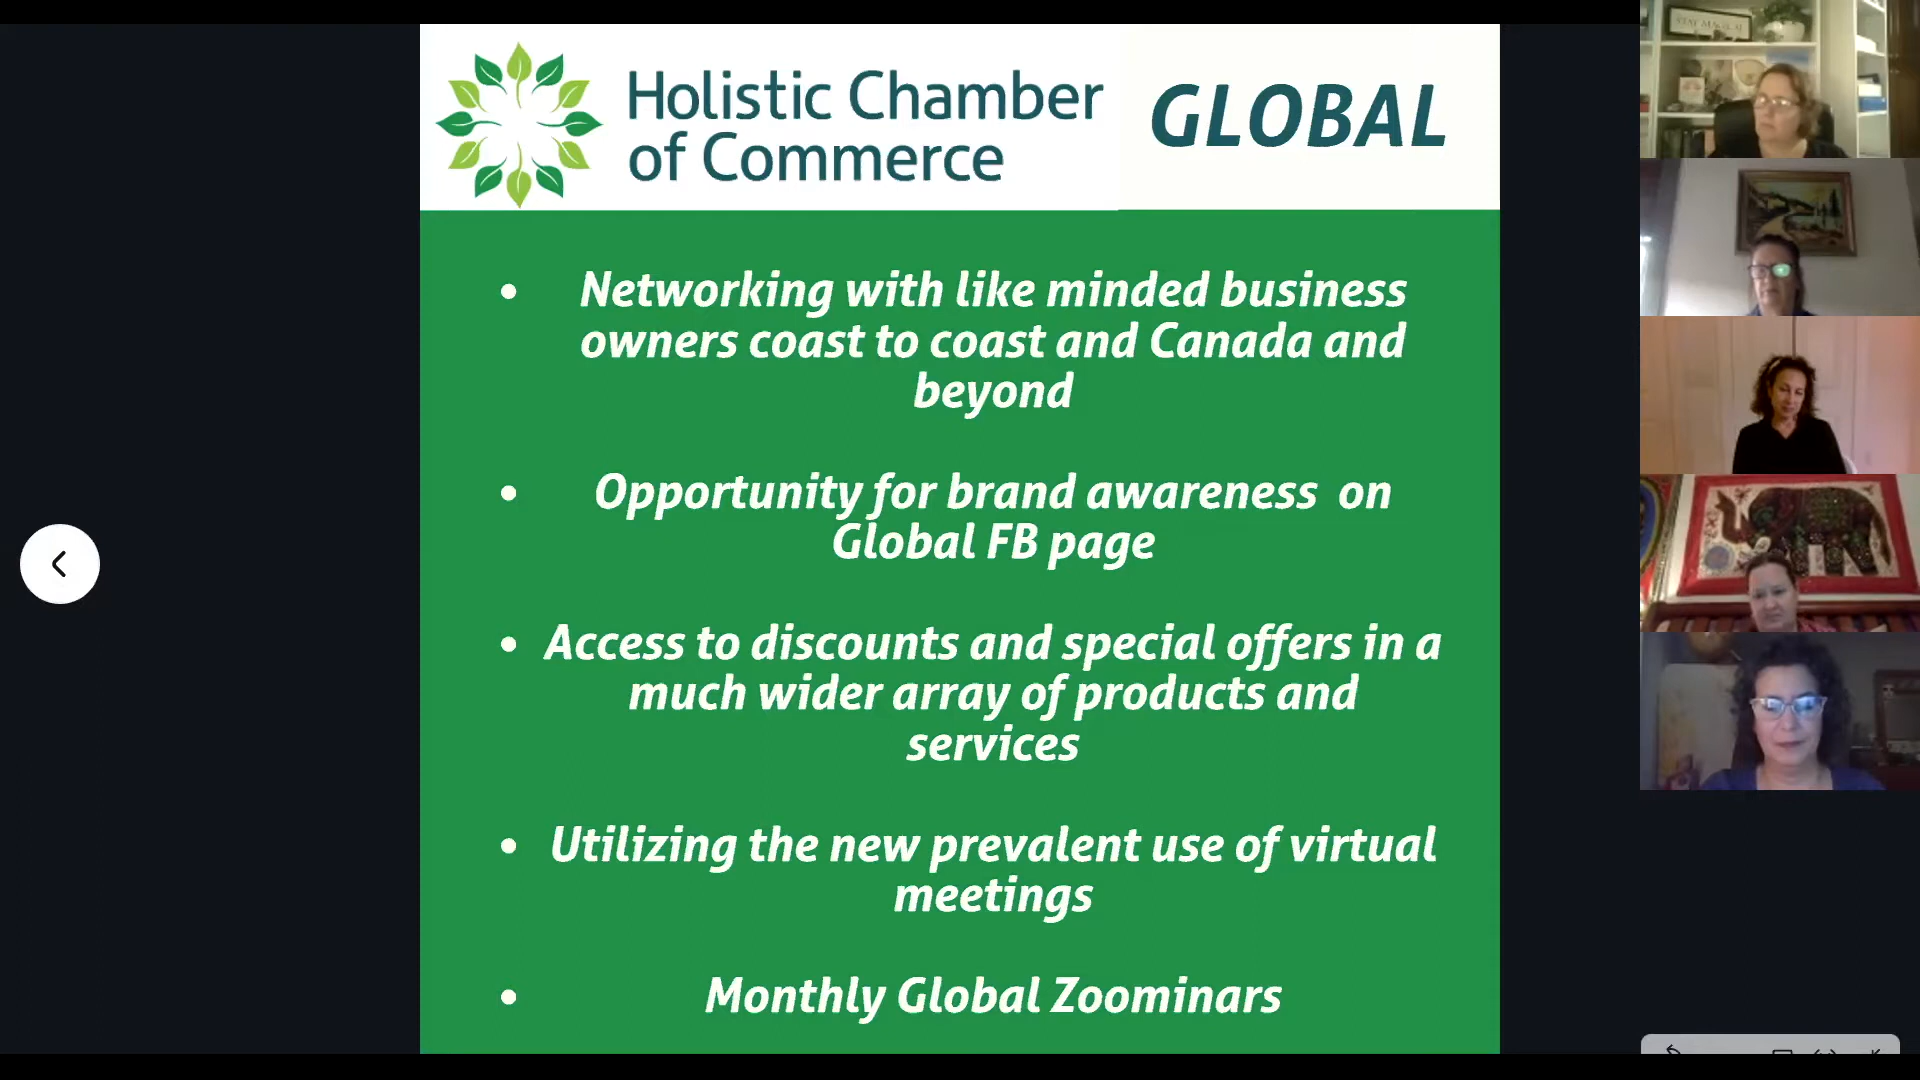 Holistic Chamber
of Commerce
GLOBAL
• Networking with like minded business
owners coast to coast and Canada and
beyond
• Opportunity for brand awareness  on
Global FB page
• Access to discounts and special offers in a
much wider array of products and
services
• Utilizing the new prevalent use of virtual
meetings
• Monthly Global Zoominars
STAY MAGICAL